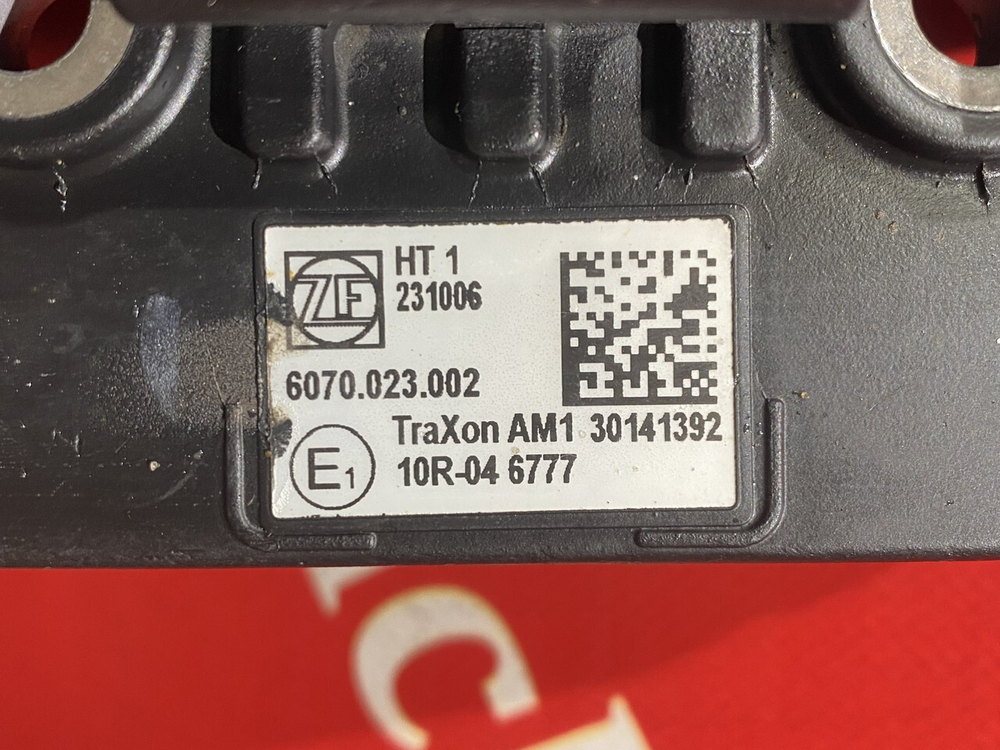 ZF
HT 1
231006
6070.023.002
TraXon AM1 30141392
E1
10R-04 6777